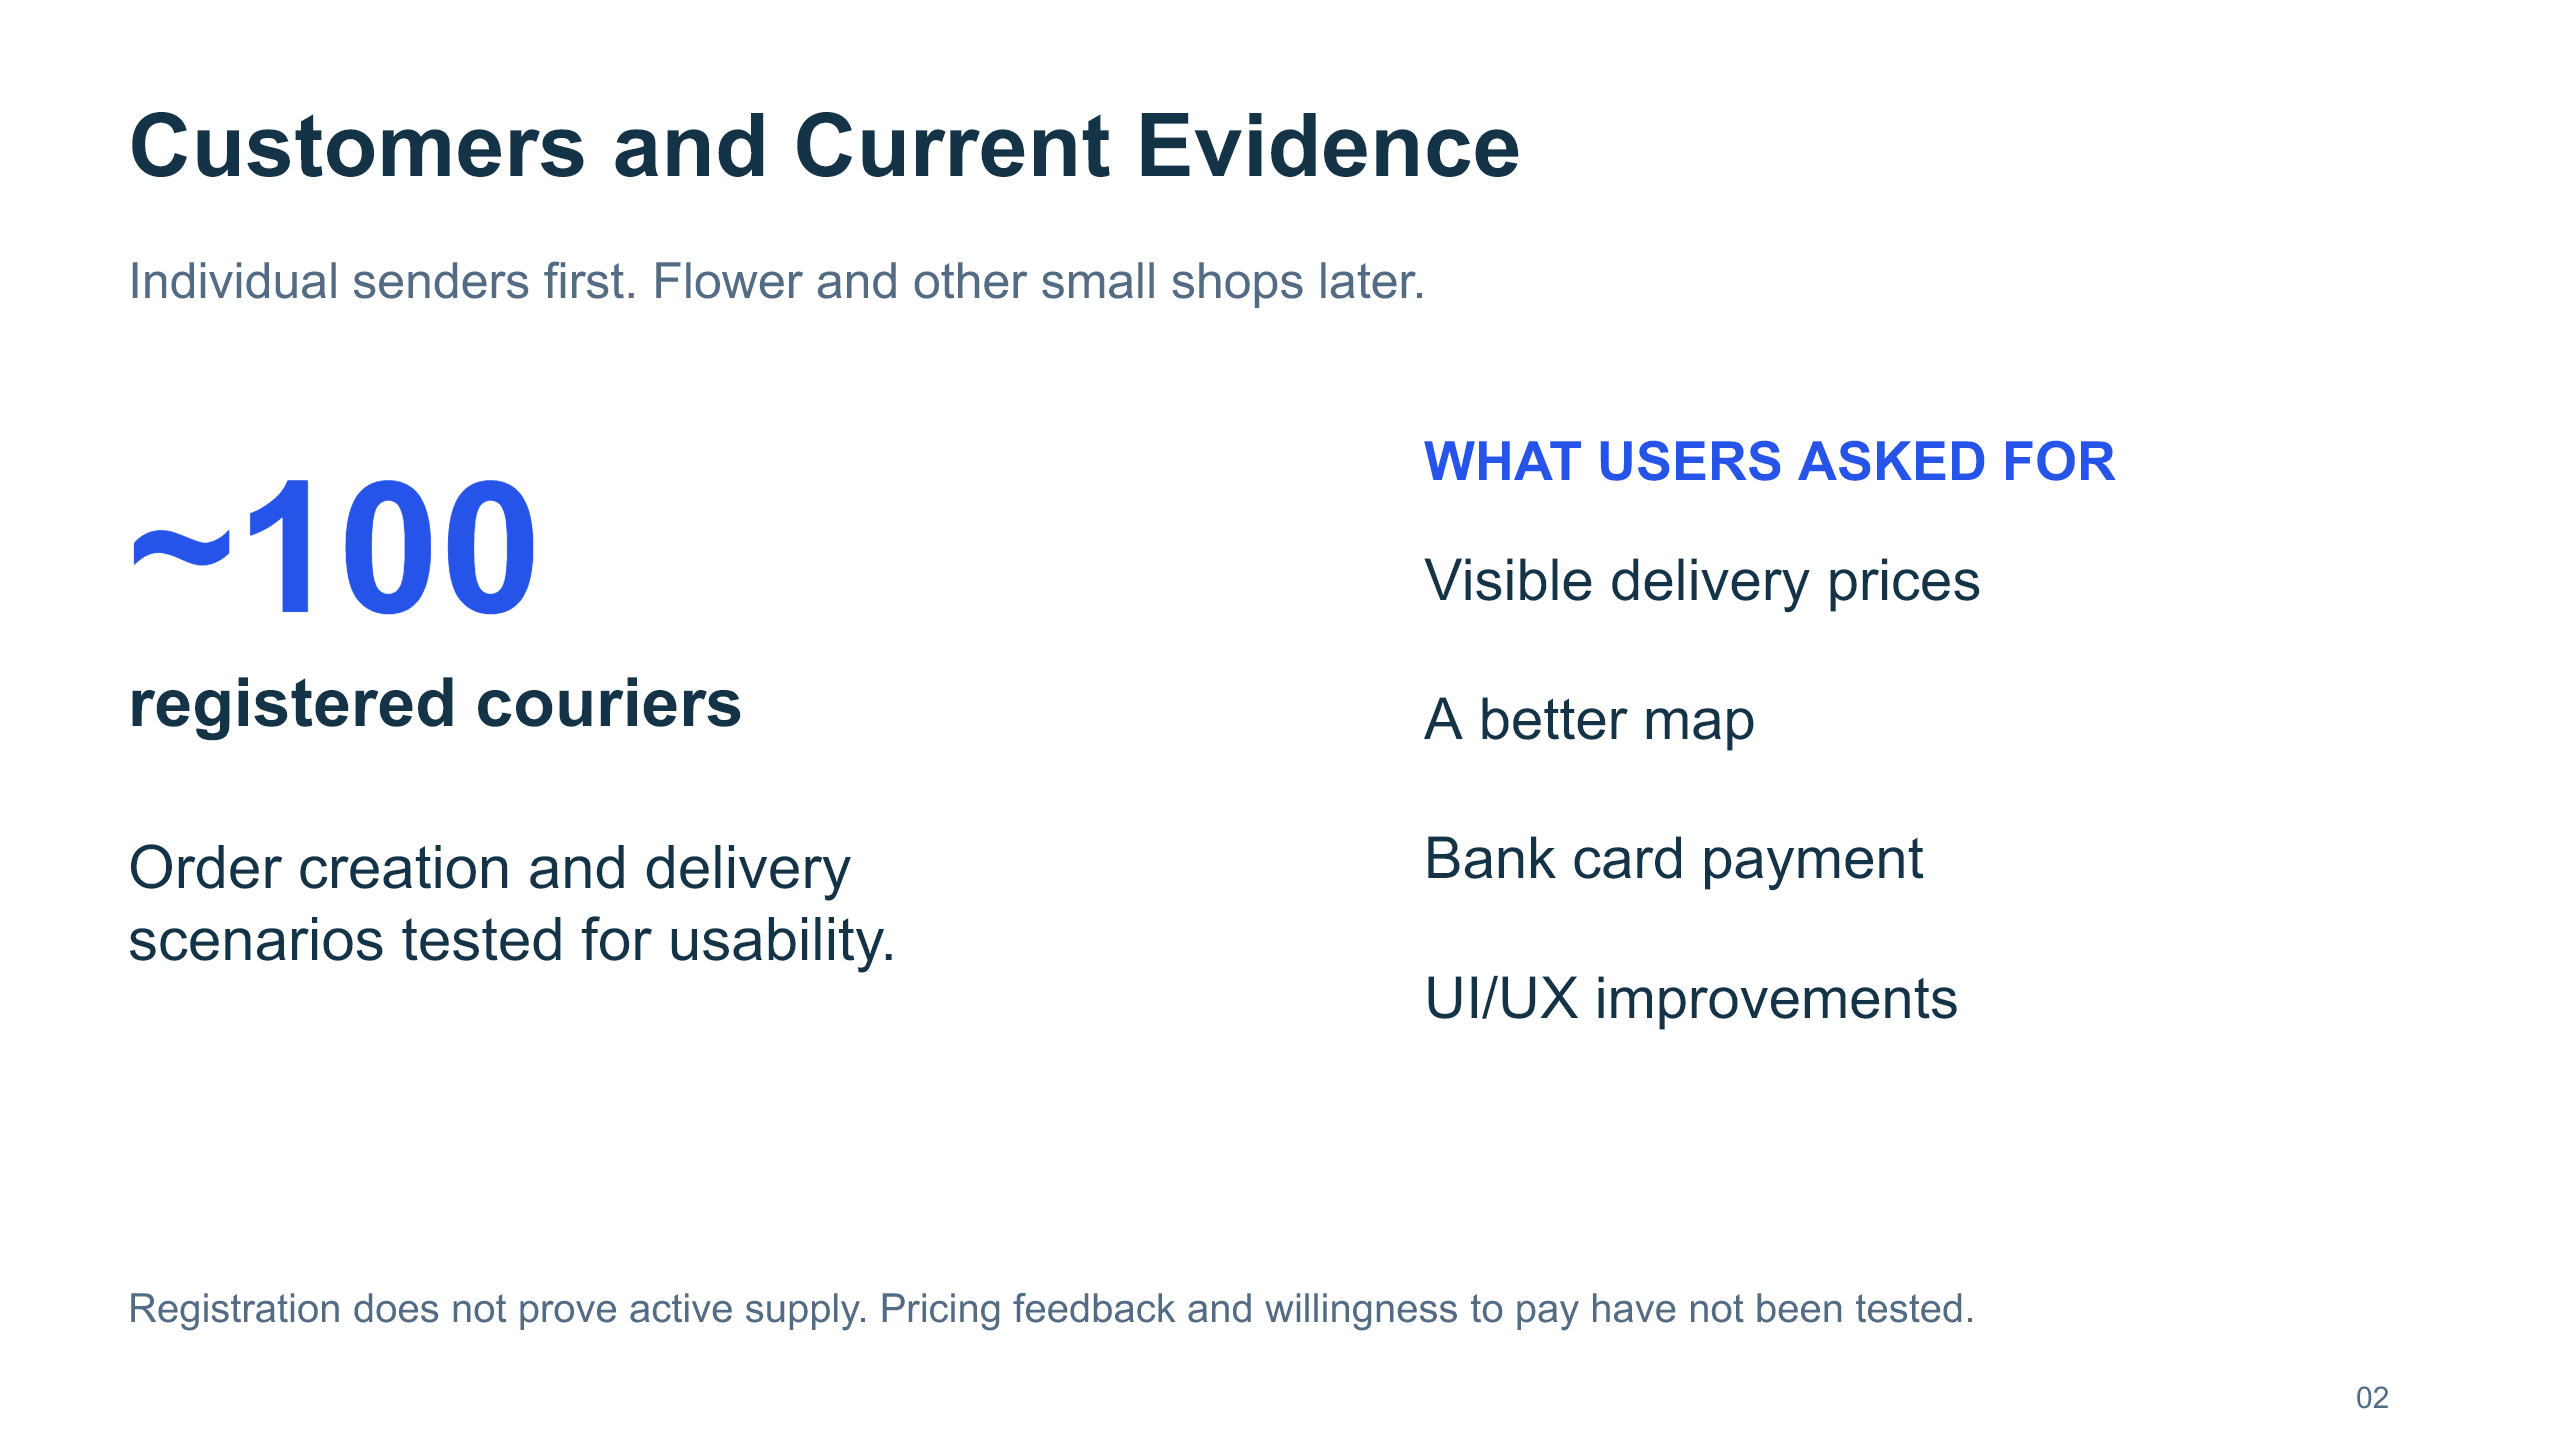 Customers and Current Evidence
Individual senders first. Flower and other small shops later.
~100
registered couriers
Order creation and delivery
scenarios tested for usability.
WHAT USERS ASKED FOR
Visible delivery prices
A better map
Bank card payment
UI/UX improvements
Registration does not prove active supply. Pricing feedback and willingness to pay have not been tested.
02